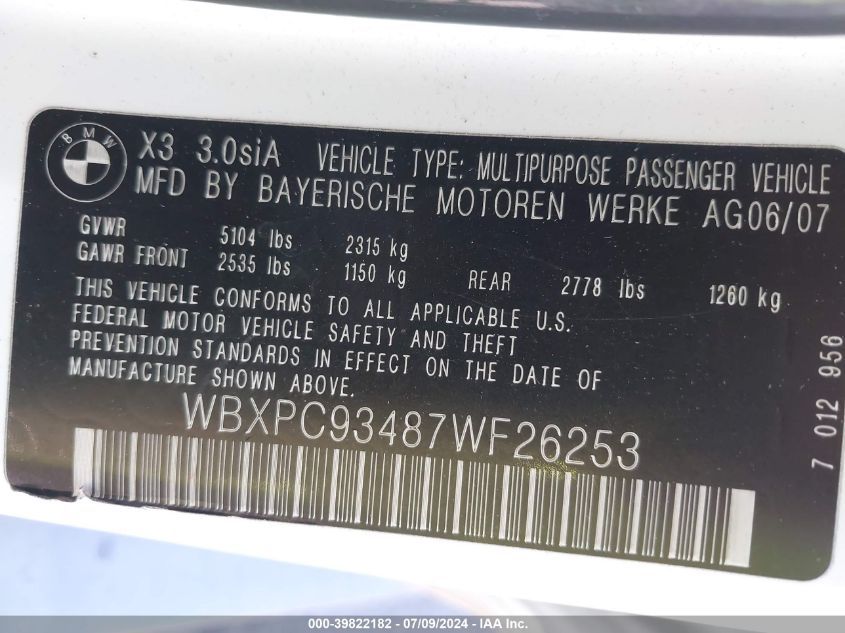 BMW
X3 3.0siA VEHICLE TYPE: MULTIPURPOSE PASSENGER VEHICLE
MFD BY BAYERISCHE MOTOREN WERKE AG06/07
GVWR 5104 lbs 2315 kg
GAWR FRONT 2535 lbs 1150 kg REAR 2778 lbs 1260 kg
THIS VEHICLE CONFORMS TO ALL APPLICABLE U.S.
FEDERAL MOTOR VEHICLE SAFETY AND THEFT
PREVENTION STANDARDS IN EFFECT ON THE DATE OF
MANUFACTURE SHOWN ABOVE.
WBXPC93487WF26253
7 012 956
000-39822182 - 07/09/2024 - IAA Inc.